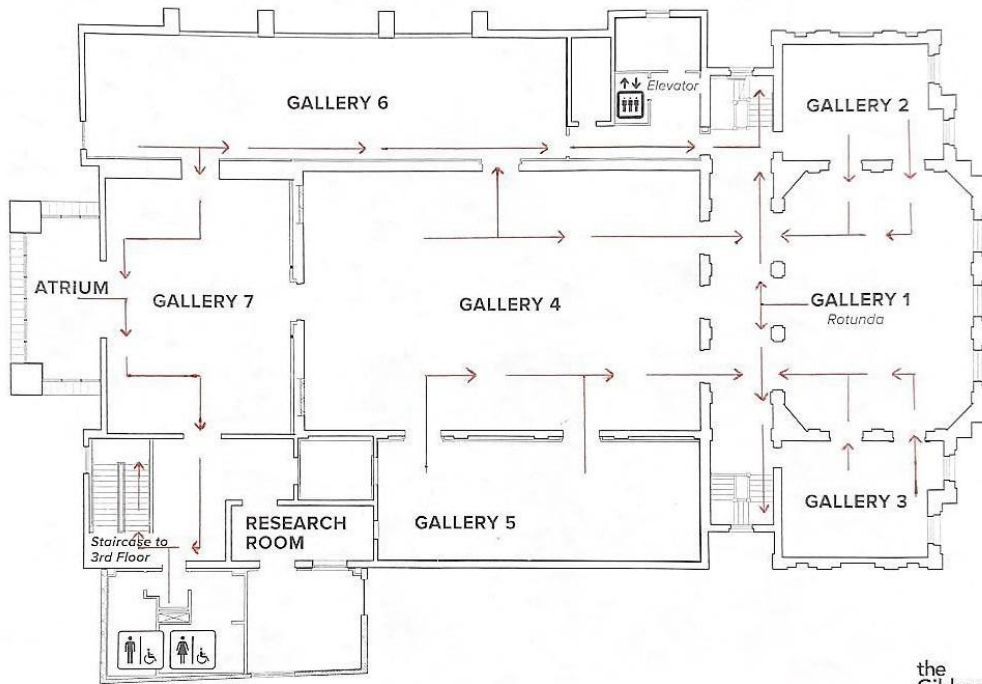 GALLERY 6
Elevator
GALLERY 2
ATRIUM
GALLERY 7
GALLERY 4
GALLERY 1
Rotunda
GALLERY 5
GALLERY 3
RESEARCH
ROOM
Staircase to
3rd Floor
the